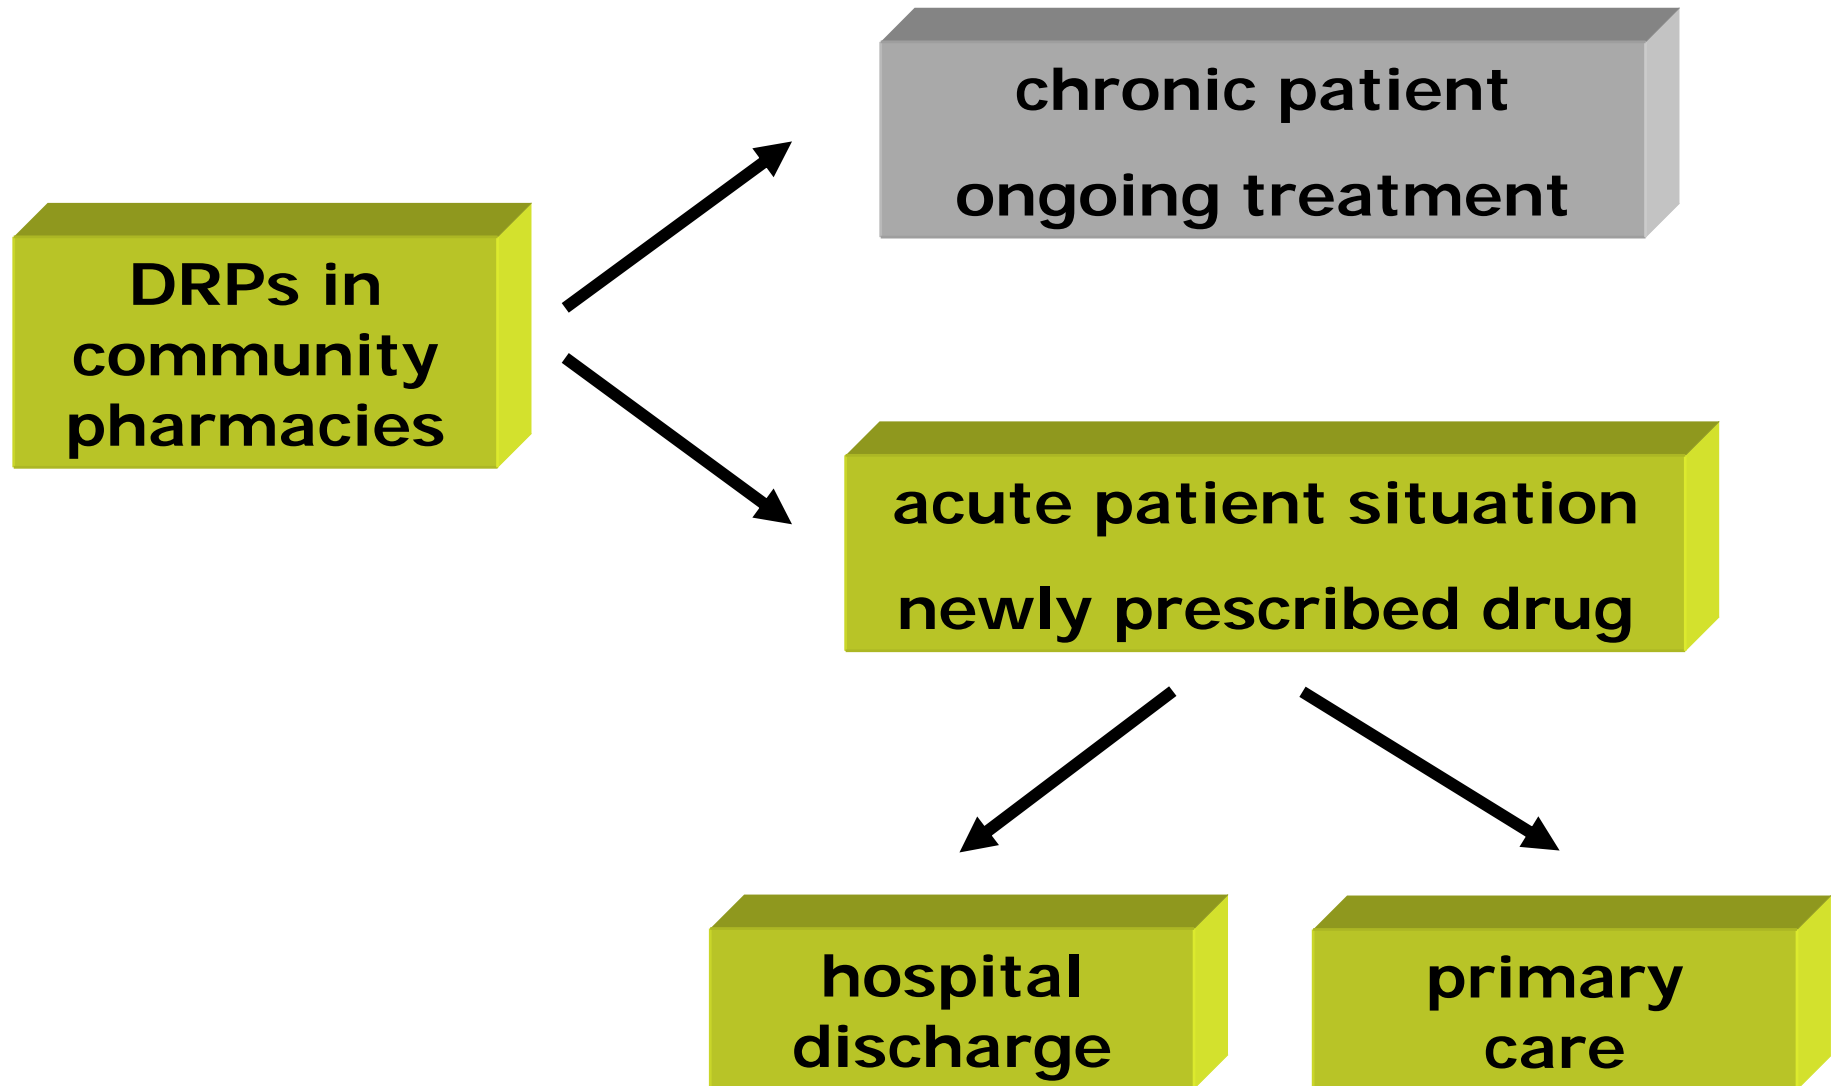 chronic patient
ongoing treatment
DRPs in
community
pharmacies
acute patient situation
newly prescribed drug
hospital
discharge
primary
care